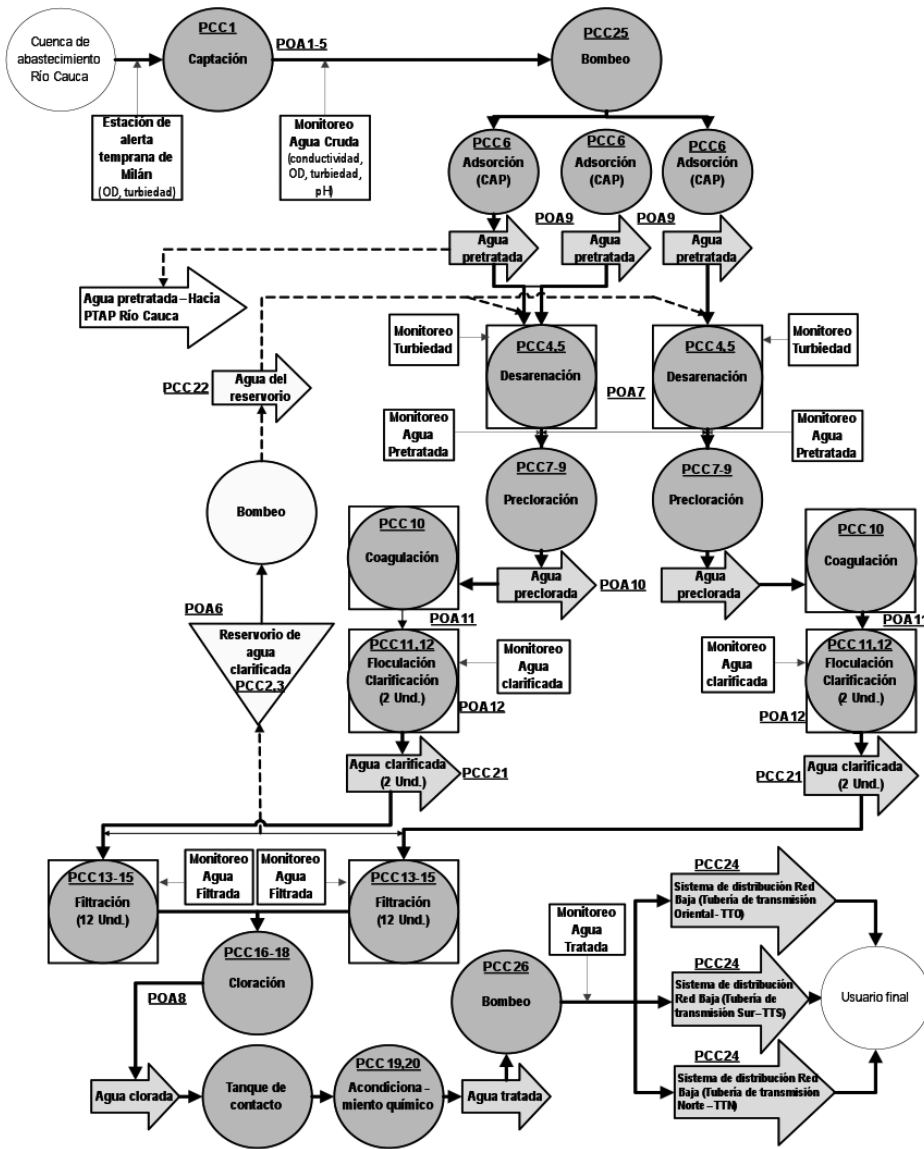 Cuenca de
abastecimiento
Río Cauca
PCC1
Captación
POA1-5
PCC25
Bombeo
Estación de
alerta
temprana de
Milán
(OD, turbiedad)
Monitoreo
Agua Cruda
(conductividad,
OD, turbiedad,
pH)
PCC6
Adsorción
(CAP)
PCC6
Adsorción
(CAP)
PCC6
Adsorción
(CAP)
POA9
POA9
Agua
pretratada
Agua
pretratada
Agua
pretratada
Agua pretratada–Hacia
PTAP Río Cauca
Monitoreo
Turbiedad
PCC4,5
Desarenación
PCC4,5
Desarenación
Monitoreo
Turbiedad
PCC22
Agua del
reservorio
POA7
Monitoreo
Agua
Pretratada
Monitoreo
Agua
Pretratada
PCC7-9
Precloración
PCC7-9
Precloración
Bombeo
PCC10
Coagulación
PCC10
Coagulación
Agua
preclorada
POA10
Agua
preclorada
POA6
POA11
POA11
Reservorio de
agua
clarificada
PCC2,3
PCC11,12
Floculación
Clarificación
(2 Und.)
Monitoreo
Agua
clarificada
Monitoreo
Agua
clarificada
PCC11,12
Floculación
Clarificación
(2 Und.)
POA12
POA12
Agua clarificada
(2 Und.)
PCC21
PCC21
Agua clarificada
(2 Und.)
PCC13-15
Filtración
(12 Und.)
Monitoreo
Agua
Filtrada
Monitoreo
Agua
Filtrada
PCC13-15
Filtración
(12 Und.)
PCC24
Sistema de distribución Red
Baja (Tubería de transmisión
Oriental-TTO)
Monitoreo
Agua
Tratada
PCC16-18
Cloración
POA8
PCC26
Bombeo
PCC24
Sistema de distribución
Red Baja (Tubería de
transmisión Sur–TTS)
Usuario final
PCC24
Sistema de distribución Red
Baja (Tubería de transmisión
Norte–TTN)
Agua clorada
Tanque de
contacto
PCC19,20
Acondiciona-
miento químico
Agua tratada